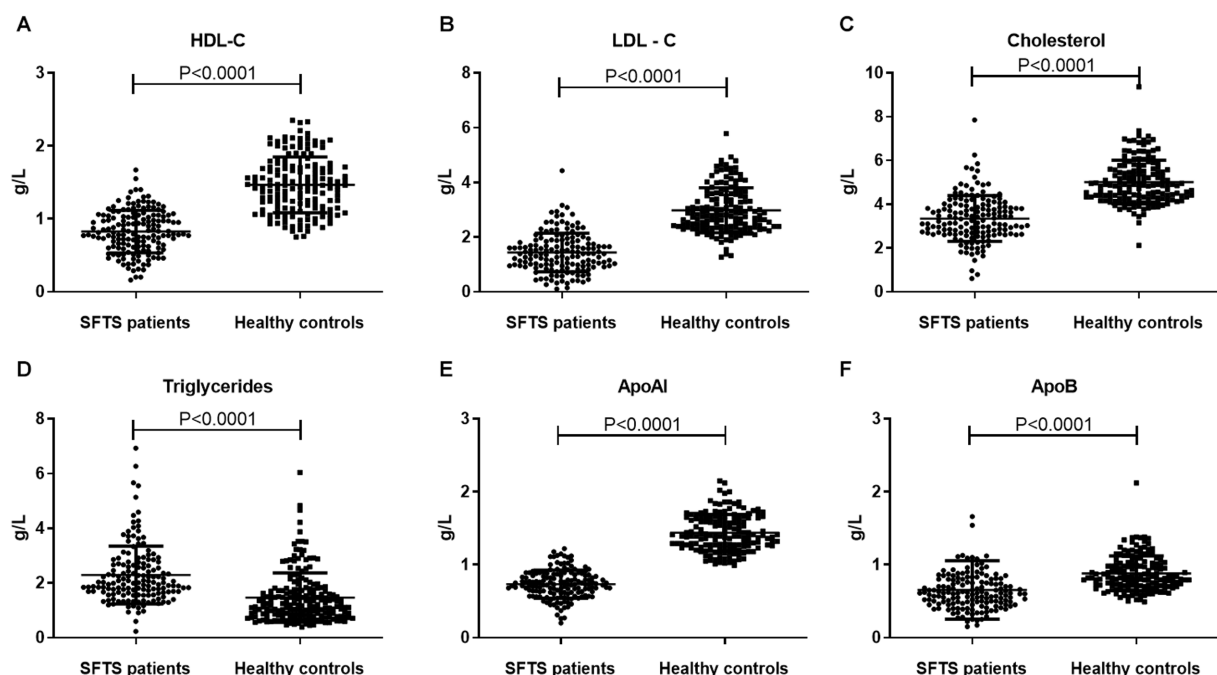 A
HDL-C
P<0.0001
3
2
1
0
g/L
SFTS patients
Healthy controls
B
LDL - C
P<0.0001
8
6
4
2
0
g/L
SFTS patients
Healthy controls
C
Cholesterol
P<0.0001
10
8
6
4
2
0
g/L
SFTS patients
Healthy controls
D
Triglycerides
P<0.0001
8
6
4
2
0
g/L
SFTS patients
Healthy controls
E
ApoAI
P<0.0001
3
2
1
0
g/L
SFTS patients
Healthy controls
F
ApoB
P<0.0001
3
2
1
0
g/L
SFTS patients
Healthy controls